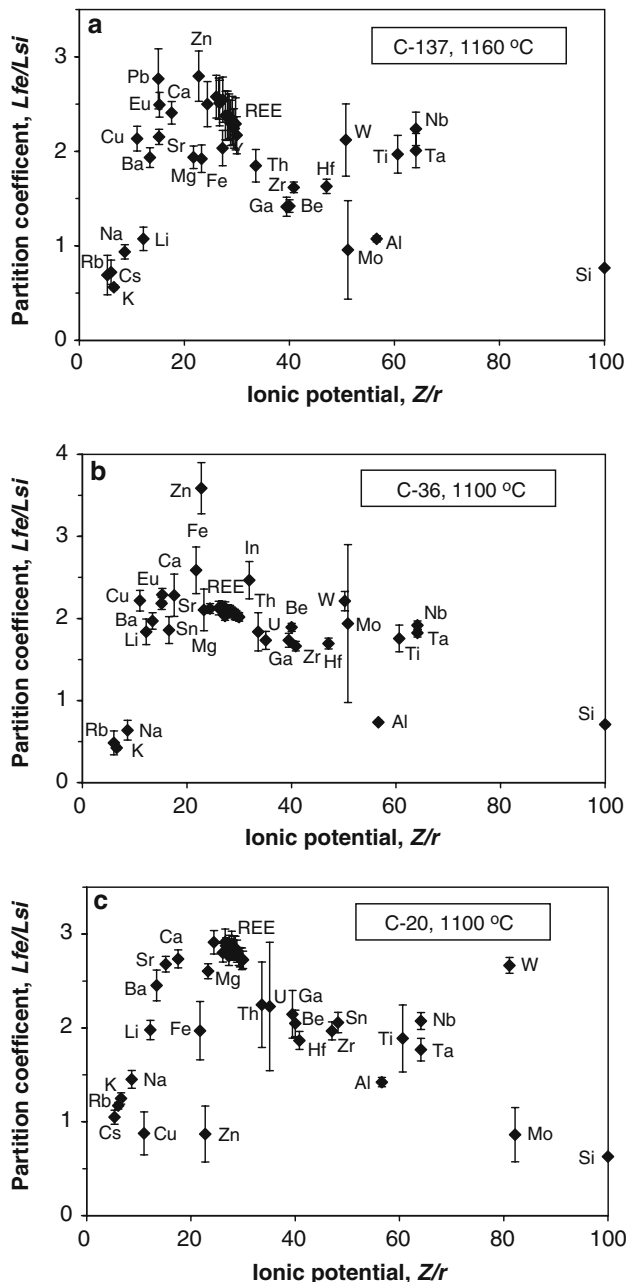 a
C-137, 1160 °C
Partition coefficent, Lfe/Lsi
3
2
1
0
0 20 40 60 80 100
Ionic potential, Z/r
Zn
Pb
Eu
Ca
Cu
Ba
Sr
Mg
Fe
Y
REE
Th
Zr
Hf
Ga
Be
W
Ti
Nb
Ta
Al
Mo
Si
Na
Li
Rb
Cs
K
b
C-36, 1100 °C
Partition coefficent, Lfe/Lsi
4
3
2
1
0
0 20 40 60 80 100
Ionic potential, Z/r
Zn
Fe
In
Ca
Eu
REE
Cu
Sr
Th
Ba
Sn
U
Be
Li
Mg
Ga
Zr
Hf
W
Mo
Nb
Ta
Ti
Al
Si
Rb
Na
K
c
C-20, 1100 °C
Partition coefficent, Lfe/Lsi
3
2
1
0
0 20 40 60 80 100
Ionic potential, Z/r
REE
Ca
Sr
Mg
Ba
U
Ga
Li
Fe
Th
Be
Sn
Hf
Zr
Ti
Nb
Ta
W
Al
K
Na
Rb
Cs
Cu
Zn
Mo
Si